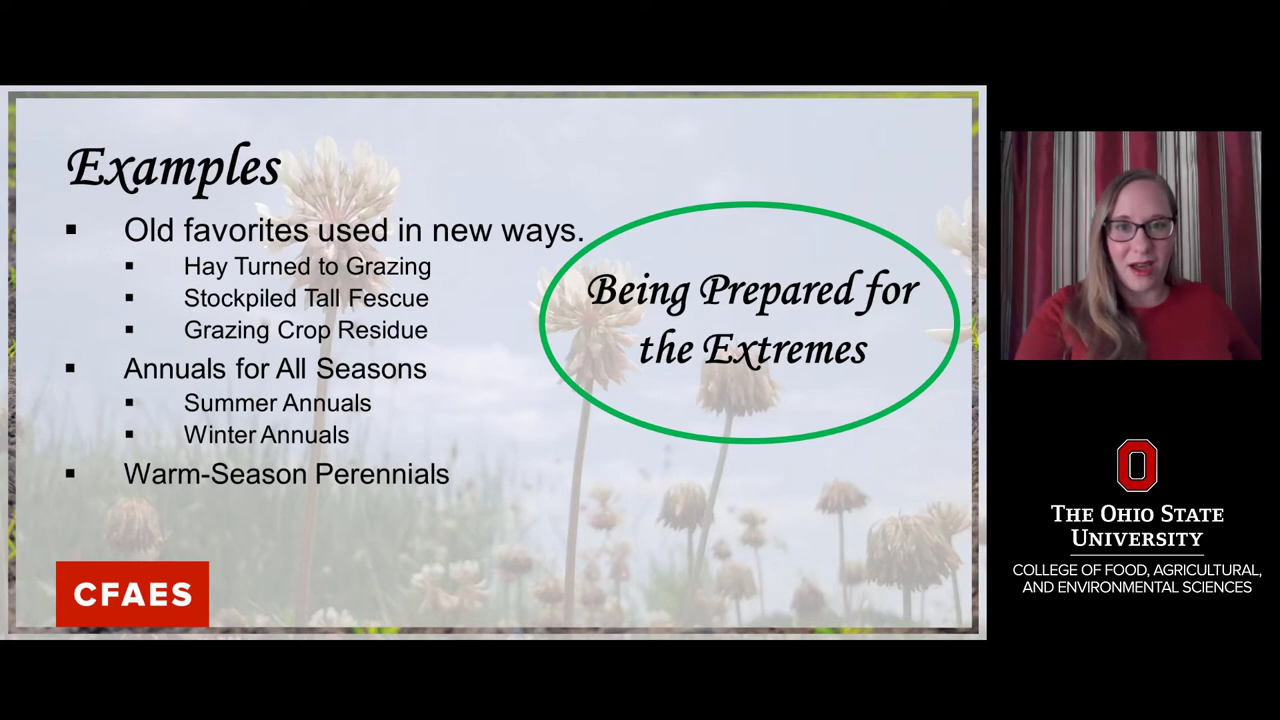 Examples
▪ Old favorites used in new ways.
▪ Hay Turned to Grazing
▪ Stockpiled Tall Fescue
▪ Grazing Crop Residue
▪ Annuals for All Seasons
▪ Summer Annuals
▪ Winter Annuals
▪ Warm-Season Perennials
Being Prepared for
the Extremes
CFAES
O
THE OHIO STATE
UNIVERSITY
COLLEGE OF FOOD, AGRICULTURAL,
AND ENVIRONMENTAL SCIENCES